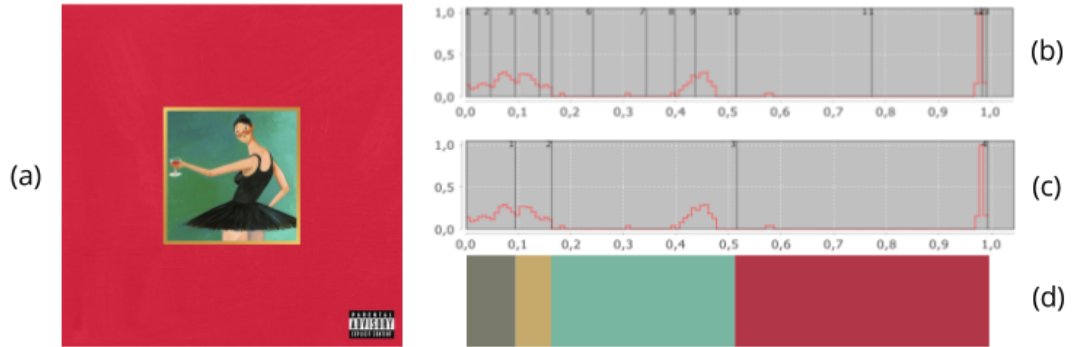 (a)
PARENTAL
ADVISORY
EXPLICIT CONTENT
1,0
0,5
0,0
2 3 4 5 6 7 8 9 10 11
0,0 0,1 0,2 0,3 0,4 0,5 0,6 0,7 0,8 0,9 1,0
(b)
1,0
0,5
0,0
1 2 3 4
0,0 0,1 0,2 0,3 0,4 0,5 0,6 0,7 0,8 0,9 1,0
(c)
(d)